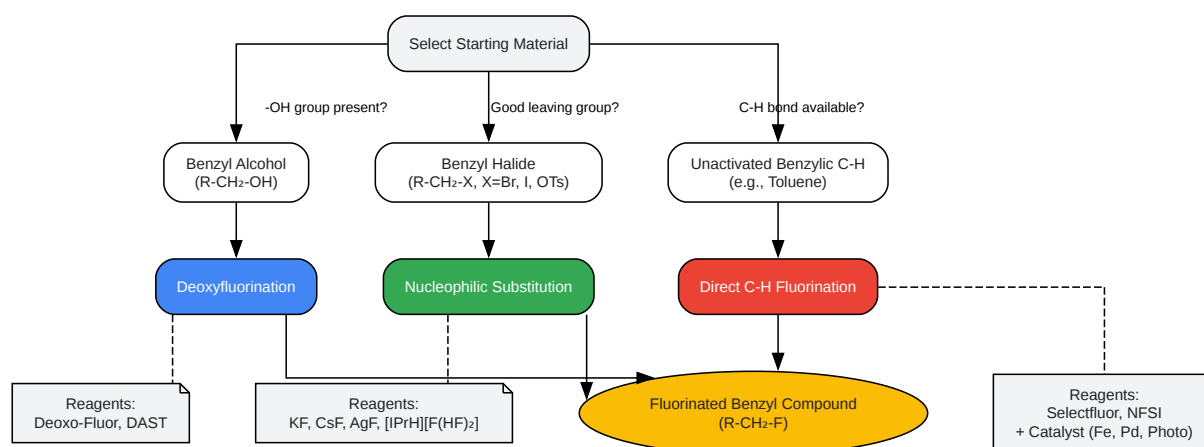 Select Starting Material
-OH group present?
Good leaving group?
C-H bond available?
Benzyl Alcohol
(R-CH₂-OH)
Benzyl Halide
(R-CH₂-X, X=Br, I, OTs)
Unactivated Benzylic C-H
(e.g., Toluene)
Deoxyfluorination
Nucleophilic Substitution
Direct C-H Fluorination
Reagents:
Deoxo-Fluor, DAST
Reagents:
KF, CsF, AgF, [IPrH][F(HF)₂]
Fluorinated Benzyl Compound
(R-CH₂-F)
Reagents:
Selectfluor, NFSI
+ Catalyst (Fe, Pd, Photo)